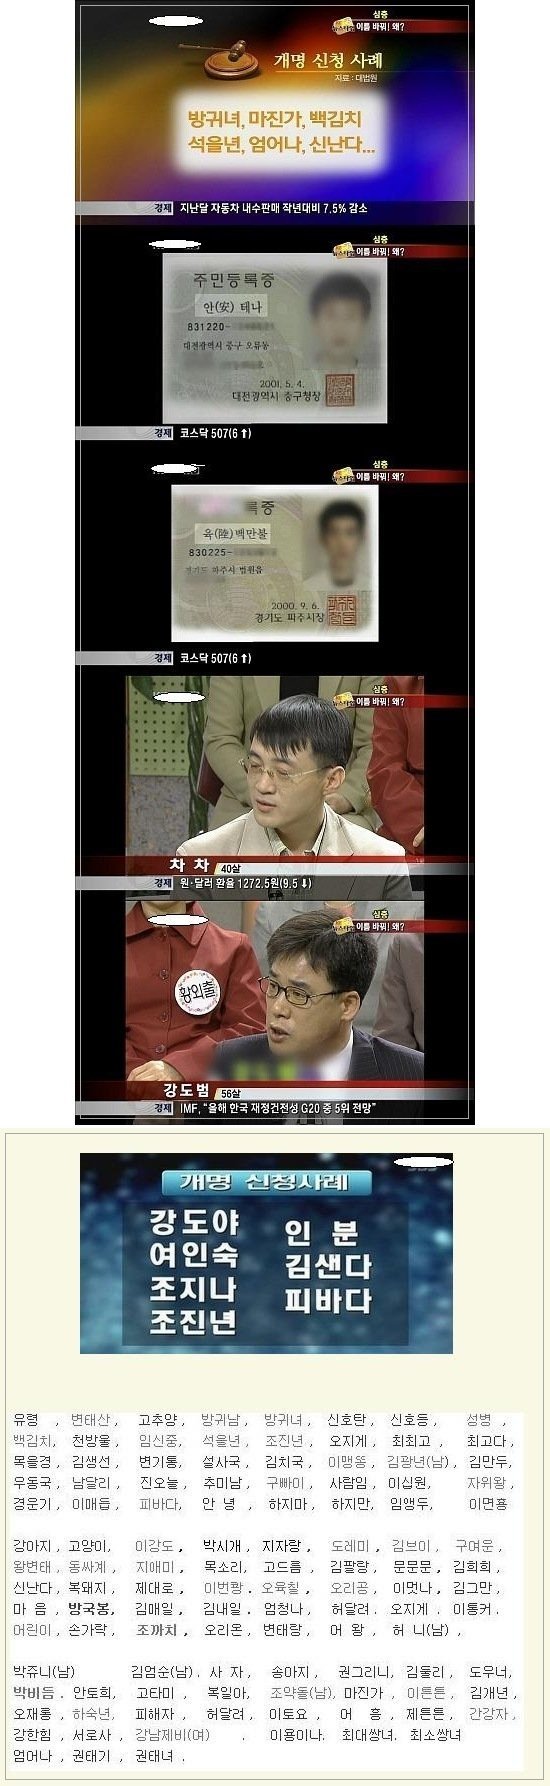 심층
이름 바꿔! 왜?
개명 신청 사례
자료 : 대법원
방귀녀, 마진가, 백김치
석을년, 엄어나, 신난다...
경제 지난달 자동차 내수판매 작년대비 7.5% 감소
심층
이름 바꿔! 왜?
주민등록증
안(安) 테나
831220-
대전광역시 중구 오류동
2001. 5. 4.
대전광역시 중구청장
경제 코스닥 507(6⬆)
심층
이름 바꿔! 왜?
록증
육(陸)백만불
830225-
경기도 파주시 법원읍
2000. 9. 6.
경기도 파주시장
경제 코스닥 507(6⬆)
심층
이름 바꿔! 왜?
차 차 40살
경제 원·달러 환율 1272.5원(9.5⬇)
심층
이름 바꿔! 왜?
황외출
강도범 56살
경제 IMF, "올해 한국 재정건전성 G20 중 5위 전망"
개명 신청사례
강도야 인 분
여인숙 김샌다
조지나 피바다
조진년
유령 , 변태산 , 고추양 , 방귀남 , 방귀녀 , 신호탄 , 신호등 , 성병 ,
백김치, 천방울 , 임신중 , 석을년 , 조진년 , 오지게 . 최최고 , 최고다 ,
목을경 , 김생선 , 변기통, 설사국 , 김치국 , 이맹뚱 , 김광년(남) , 김만두,
우동국 , 남달리 , 진오늘 , 추미남 , 구빠이 , 사람임 , 이십원, 자위왕 ,
경운기 , 이매듭 , 피바다, 안 녕 , 하지마 , 하지만, 임앵두, 이면흉
강아지 , 고양이, 이강도 , 박시개 , 지자랑 , 도레미 , 김보이 , 구여운 ,
왕변태 , 동싸계 , 지애미 , 목소리, 고드름 , 김팔랑 , 문문문 , 김희희 ,
신난다 , 복돼지 , 제대로 , 이번쨩 . 오육칠 , 오리공 , 이멋나 , 김그만 ,
마 음 , 방국봉, 김매일 . 김내일 . 엄청나 , 허달려 . 오지게 . 이통커 .
어린이 , 손가락 , 조까치 , 오리온 , 변태랑 , 어 왕 , 허 니(남) ,
박쥬니(남) 김멈순(남) . 사 자 , 송아지 , 권그리니, 김둘리 , 도우너,
박비듬 . 안토희, 고타미 , 복일아, 조약돌(남), 마진가 , 이튼튼 , 김개년 ,
오재롱 , 하숙년, 피해자 , 허달려 , 이토요 , 어 흥 , 제튼튼 , 간강자 ,
강한힘 , 서로사 , 강남제비(여) . 이용이나. 최대쌍녀. 최소쌍녀
엄어나 , 권태기 , 권태녀 .